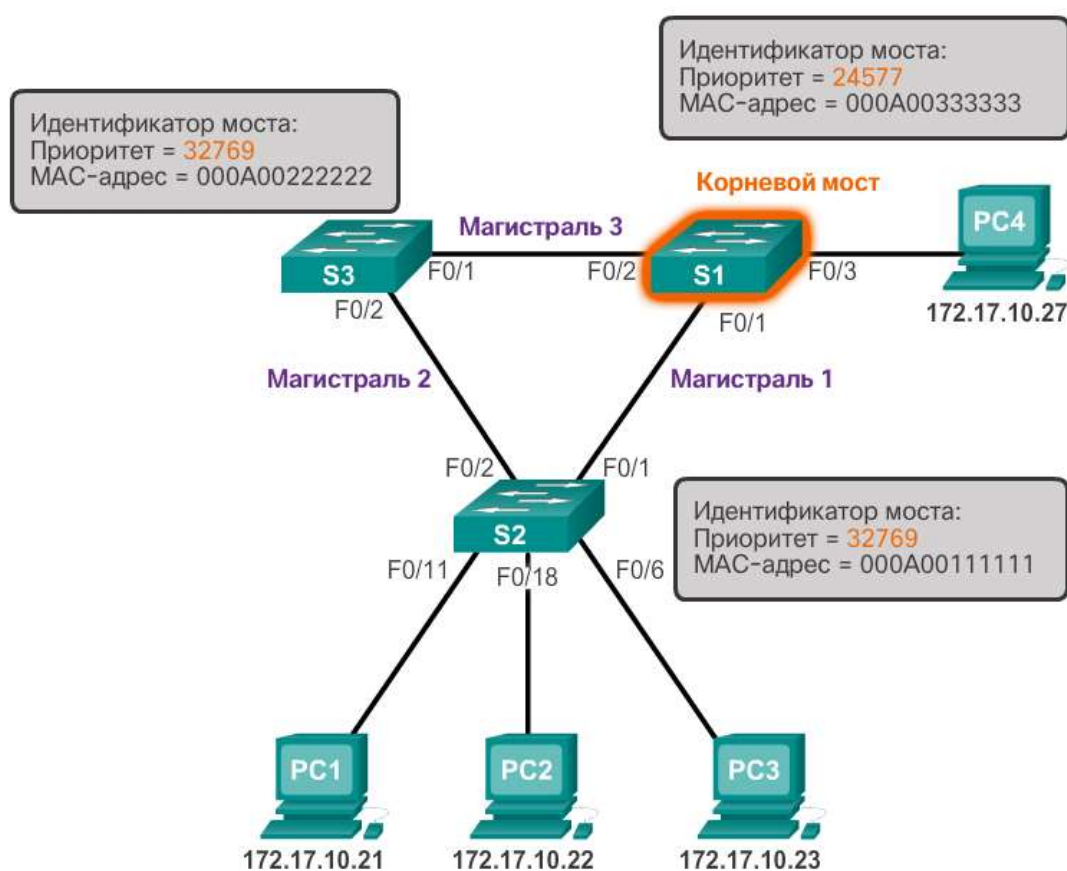 Идентификатор моста:
Приоритет = 24577
МАС-адрес = 000A00333333
Идентификатор моста:
Приоритет = 32769
МАС-адрес = 000A00222222
Корневой мост
Магистраль 3
PC4
S3
F0/1
F0/2
S1
F0/3
F0/2
F0/1
172.17.10.27
Магистраль 2
Магистраль 1
F0/2
F0/1
S2
Идентификатор моста:
Приоритет = 32769
МАС-адрес = 000A00111111
F0/11
F0/18
F0/6
PC1
PC2
PC3
172.17.10.21
172.17.10.22
172.17.10.23